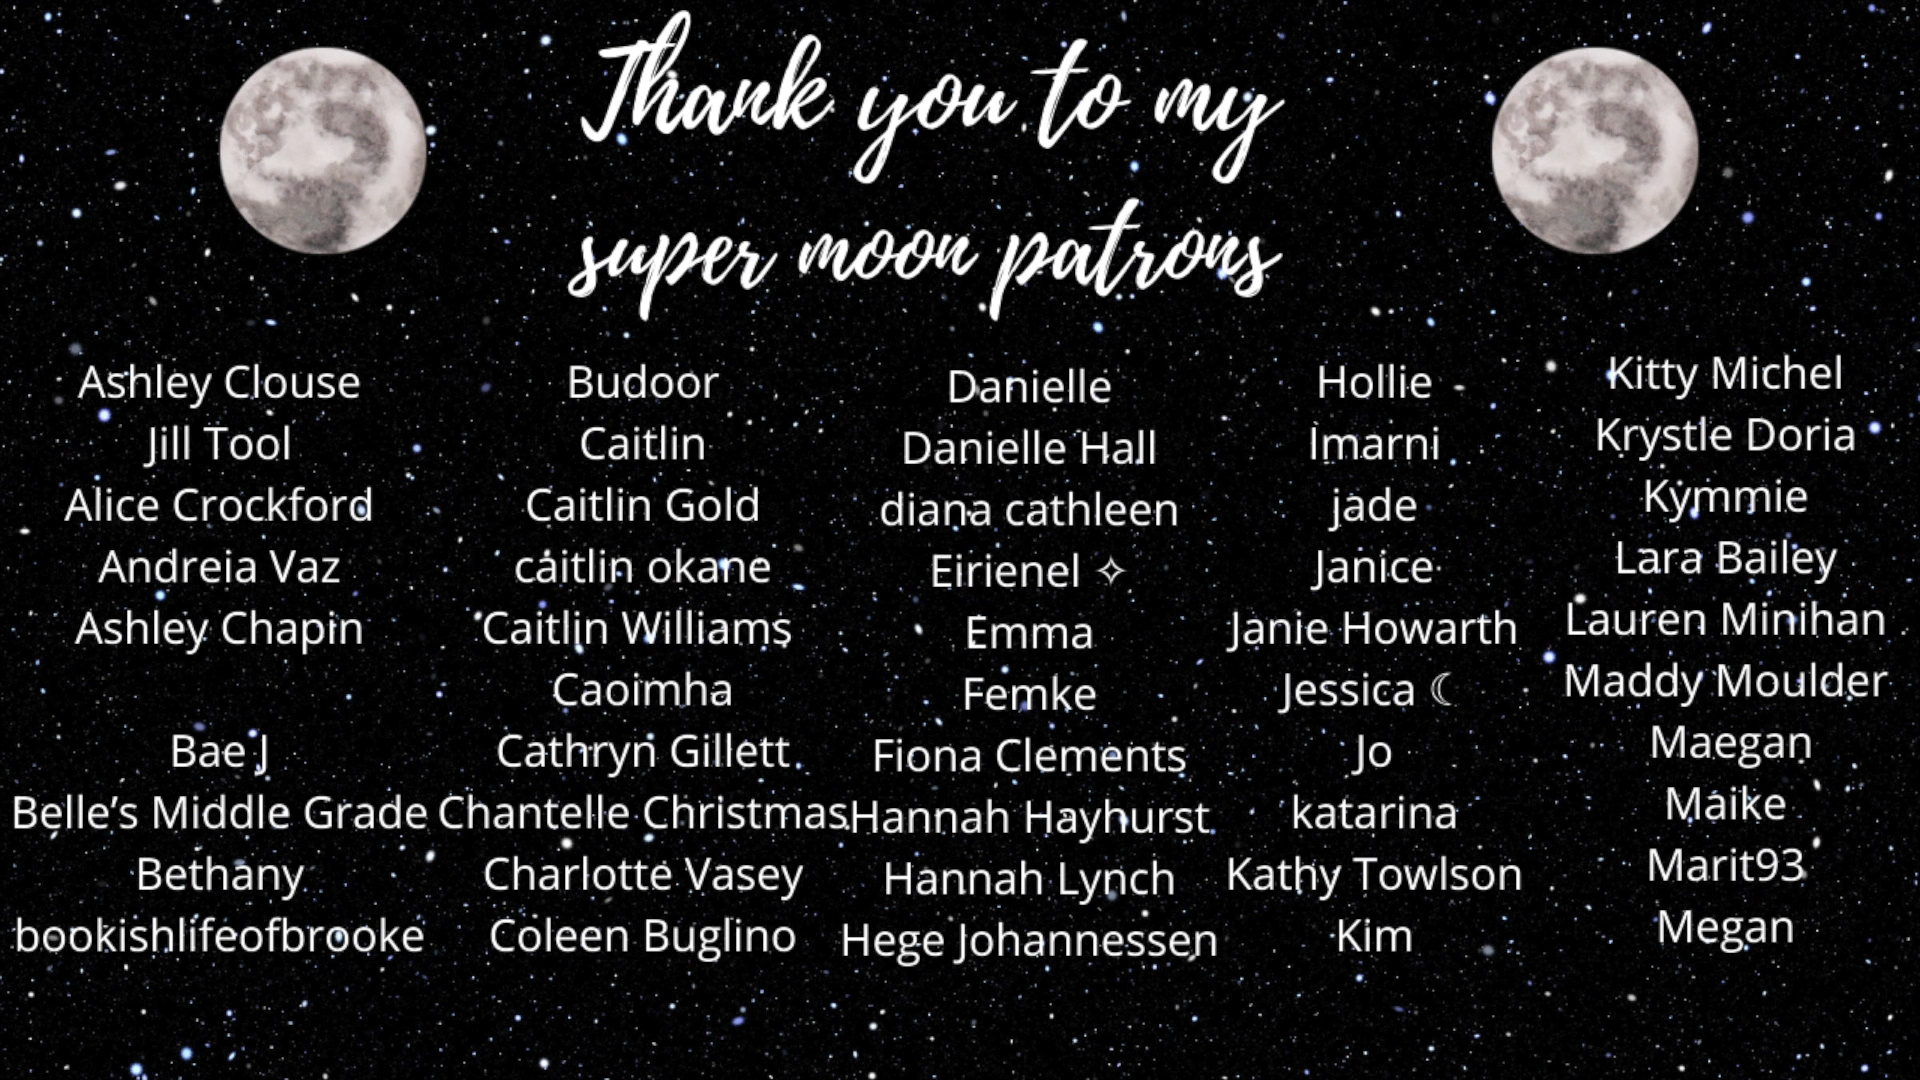 Thank you to my
super moon patrons
Ashley Clouse
Jill Tool
Alice Crockford
Andreia Vaz
Ashley Chapin
Bae J
Belle’s Middle Grade
Bethany
bookishlifeofbrooke
Budoor
Caitlin
Caitlin Gold
caitlin okane
Caitlin Williams
Caoimha
Cathryn Gillett
Chantelle Christmas
Charlotte Vasey
Coleen Buglino
Danielle
Danielle Hall
diana cathleen
Eirienel ✧
Emma
Femke
Fiona Clements
Hannah Hayhurst
Hannah Lynch
Hege Johannessen
Hollie
Imarni
jade
Janice
Janie Howarth
Jessica ☾
Jo
katarina
Kathy Towlson
Kim
Kitty Michel
Krystle Doria
Kymmie
Lara Bailey
Lauren Minihan
Maddy Moulder
Maegan
Maike
Marit93
Megan